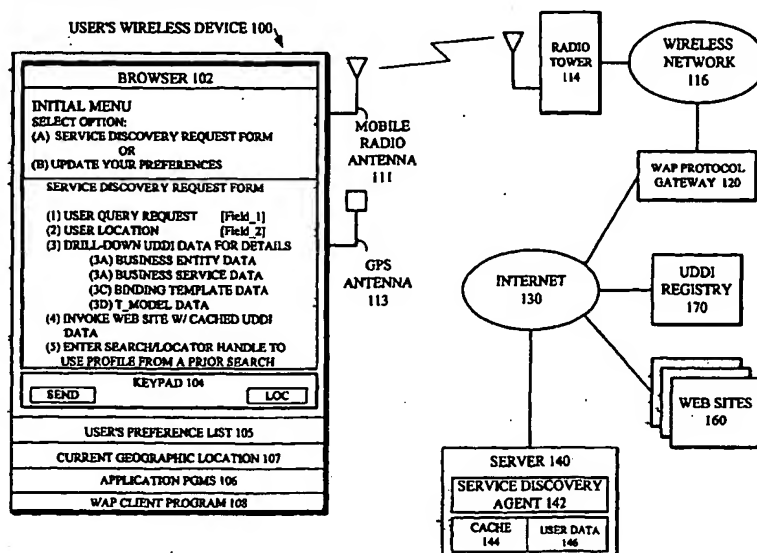 USER'S WIRELESS DEVICE 100
BROWSER 102
INITIAL MENU
SELECT OPTION:
(A) SERVICE DISCOVERY REQUEST FORM
OR
(B) UPDATE YOUR PREFERENCES
SERVICE DISCOVERY REQUEST FORM
(1) USER QUERY REQUEST [Field_1]
(2) USER LOCATION [Field_2]
(3) DRILL-DOWN UDDI DATA FOR DETAILS
(3A) BUSINESS ENTITY DATA
(3A) BUSINESS SERVICE DATA
(3C) BINDING TEMPLATE DATA
(3D) T_MODEL DATA
(4) INVOKE WEB SITE W/ CACHED UDDI
DATA
(5) ENTER SEARCH/LOCATOR HANDLE TO
USE PROFILE FROM A PRIOR SEARCH
KEYPAD 104
SEND LOC
USER'S PREFERENCE LIST 105
CURRENT GEOGRAPHIC LOCATION 107
APPLICATION PGMS 106
WAP CLIENT PROGRAM 108
MOBILE
RADIO
ANTENNA
111
GPS
ANTENNA
113
RADIO
TOWER
114
WIRELESS
NETWORK
116
WAP PROTOCOL
GATEWAY 120
INTERNET
130
UDDI
REGISTRY
170
WEB SITES
160
SERVER 140
SERVICE DISCOVERY
AGENT 142
CACHE
144
USER DATA
146